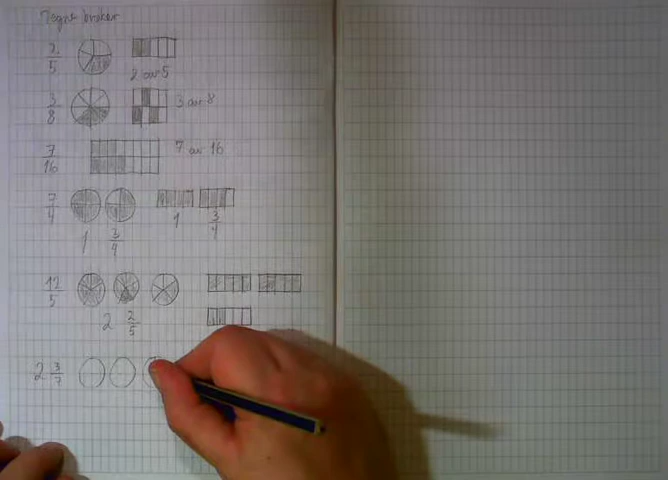 Tegne brøker
2/5
2 av 5
3/8 3 av 8
7/16 7 av 16
7/4
1 3/4 1 3/4
12/5
2 2/5
2 3/7